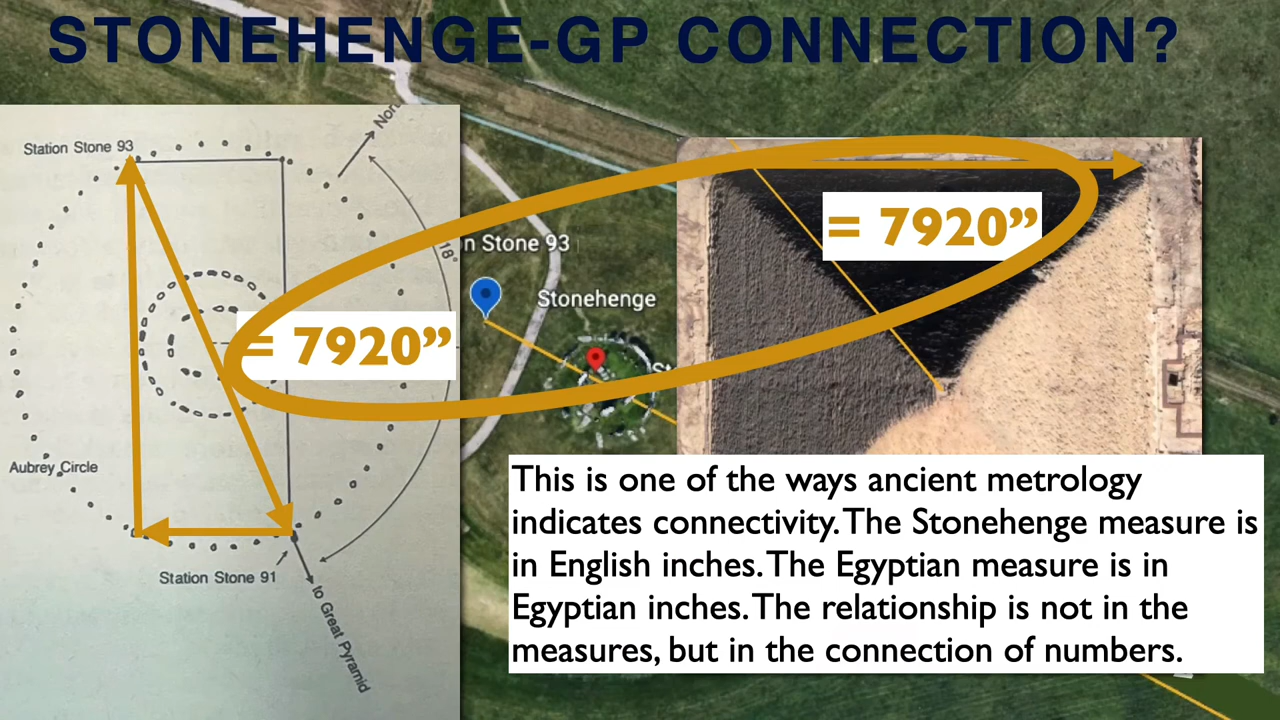 STONEHENGE-GP CONNECTION?
Station Stone 93
n Stone 93
= 7920”
Stonehenge
= 7920”
Aubrey Circle
Station Stone 91
to Great Pyramid
This is one of the ways ancient metrology
indicates connectivity. The Stonehenge measure is
in English inches. The Egyptian measure is in
Egyptian inches. The relationship is not in the
measures, but in the connection of numbers.